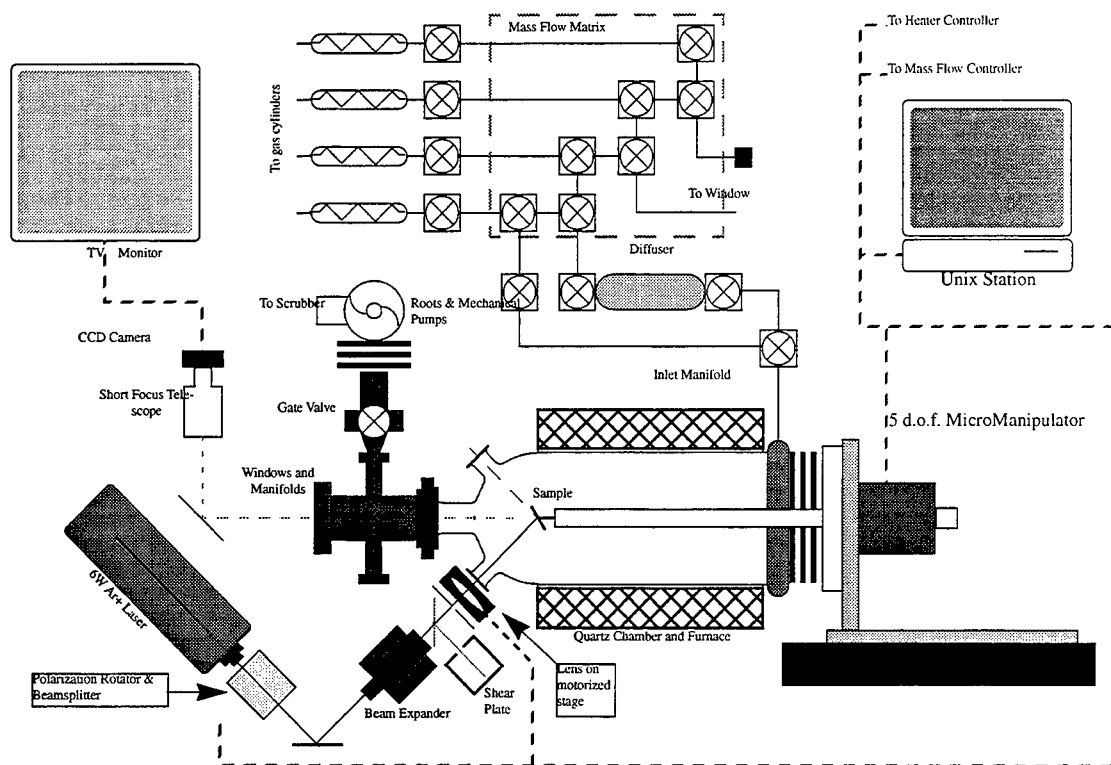 Mass Flow Matrix
To Heater Controller
To Mass Flow Controller
To gas cylinders
To Window
Diffuser
TV Monitor
Unix Station
To Scrubber
Roots & Mechanical
Pumps
CCD Camera
Inlet Manifold
Short Focus Tele-
scope
Gate Valve
5 d.o.f. MicroManipulator
Windows and
Manifolds
Sample
6W Ar+ Laser
Quartz Chamber and Furnace
Polarization Rotator &
Beamsplitter
Beam Expander
Shear
Plate
Lens on
motorized
stage